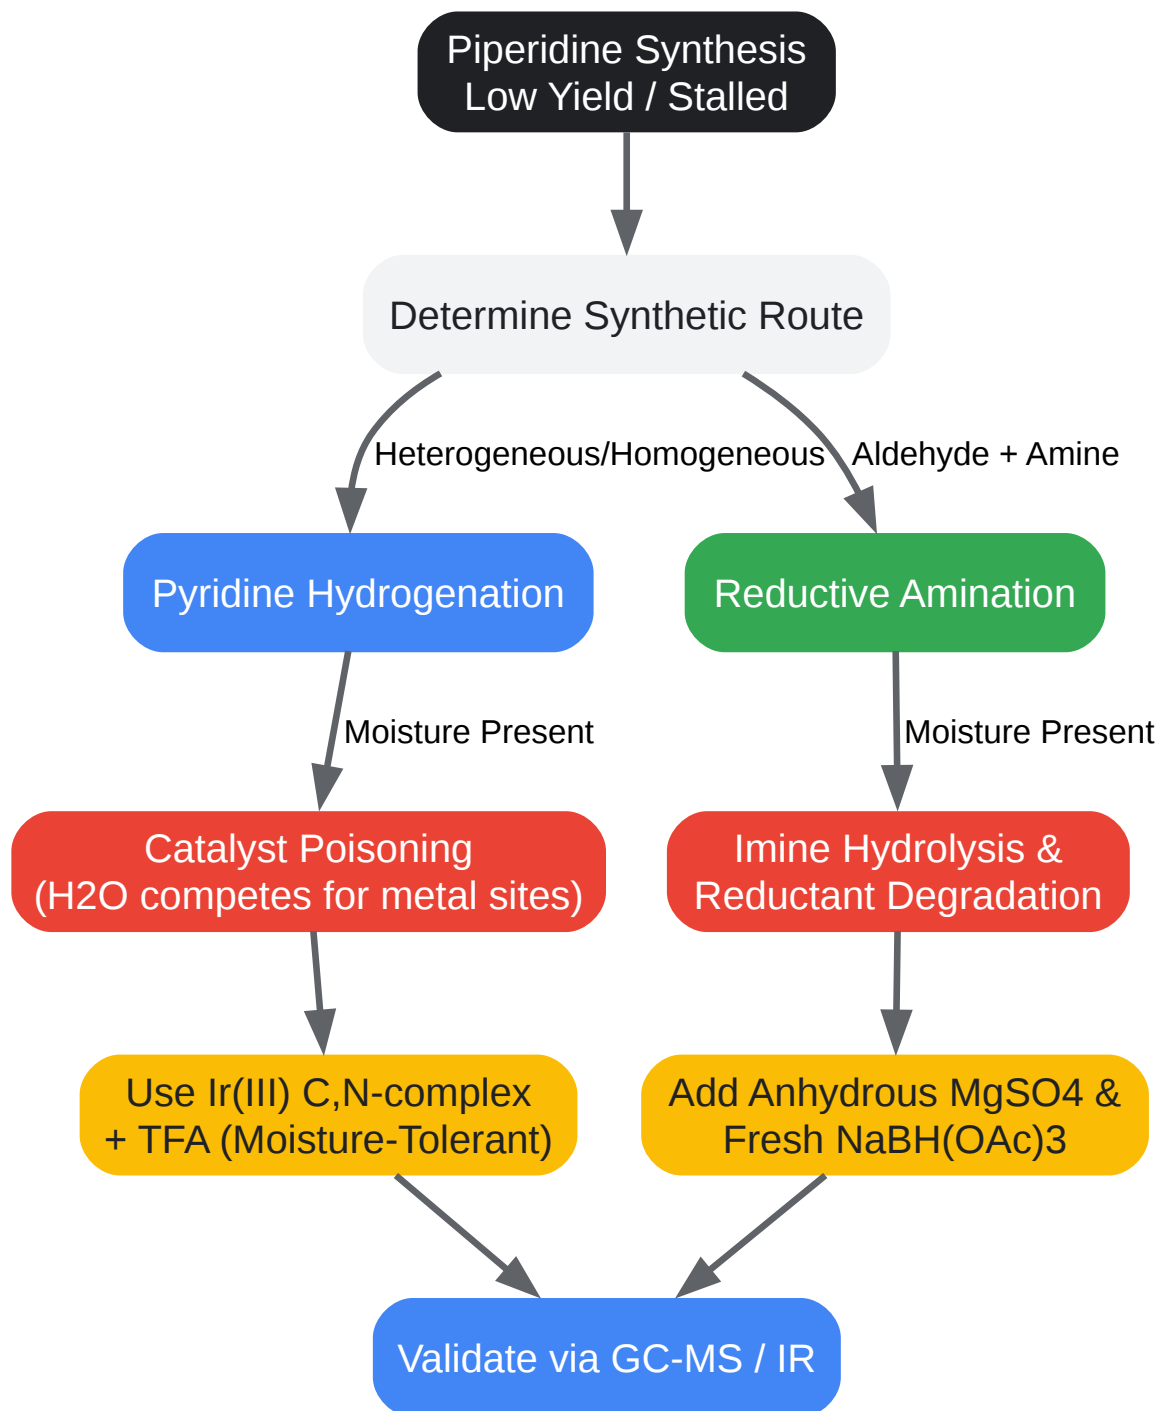 Piperidine Synthesis
Low Yield / Stalled
Determine Synthetic Route
Heterogeneous/Homogeneous
Aldehyde + Amine
Pyridine Hydrogenation
Reductive Amination
Moisture Present
Moisture Present
Catalyst Poisoning
(H2O competes for metal sites)
Imine Hydrolysis &
Reductant Degradation
Use Ir(III) C,N-complex
+ TFA (Moisture-Tolerant)
Add Anhydrous MgSO4 &
Fresh NaBH(OAc)3
Validate via GC-MS / IR